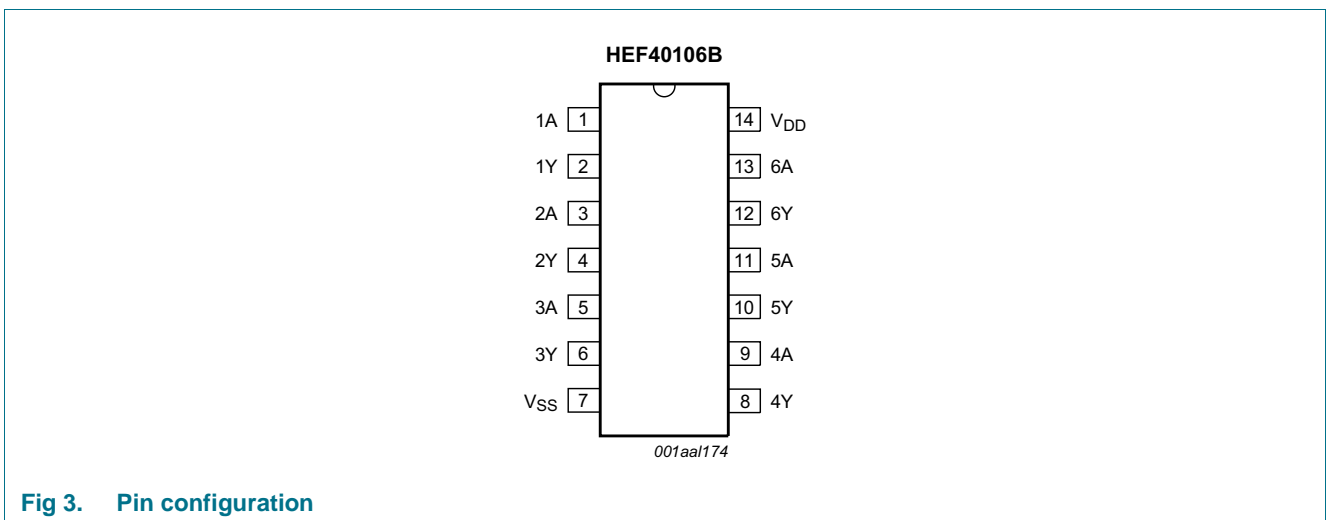 HEF40106B
1A 1 14 VDD
1Y 2 13 6A
2A 3 12 6Y
2Y 4 11 5A
3A 5 10 5Y
3Y 6 9 4A
VSS 7 8 4Y
001aal174
Fig 3. Pin configuration